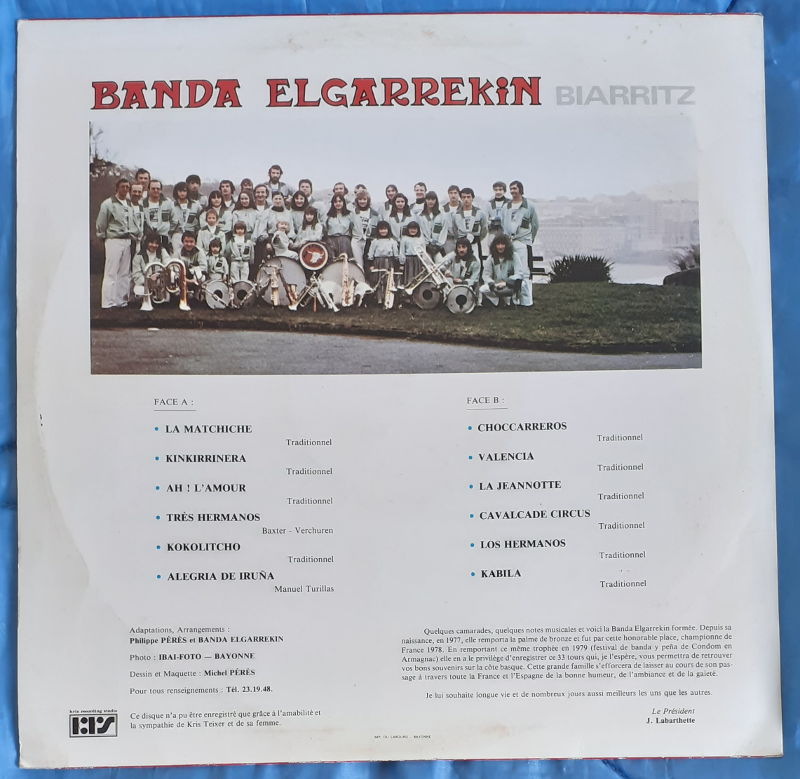 BANDA ELGARREKiN BIARRITZ
FACE A :
• LA MATCHICHE
Traditionnel
• KINKIRRINERA
Traditionnel
• AH ! L'AMOUR
Traditionnel
• TRÈS HERMANOS
Baxter - Verchuren
• KOKOLITCHO
Traditionnel
• ALEGRIA DE IRUÑA
Manuel Turillas
FACE B :
• CHOCCARREROS
Traditionnel
• VALENCIA
Traditionnel
• LA JEANNOTTE
Traditionnel
• CAVALCADE CIRCUS
Traditionnel
• LOS HERMANOS
Traditionnel
• KABILA
Traditionnel
Adaptations, Arrangements :
Philippe PÉRÈS et BANDA ELGARREKIN
Photo : IBAI-FOTO — BAYONNE
Dessin et Maquette : Michel PÉRÈS
Pour tous renseignements : Tél. 23.19.48.
kris recording studio
Ce disque n'a pu être enregistré que grâce à l'amabilité et
la sympathie de Kris Teixer et de sa femme.
Quelques camarades, quelques notes musicales et voici la Banda Elgarrekin formée. Depuis sa
naissance, en 1977, elle remporta la palme de bronze et fut par cette honorable place, championne de
France 1978. En remportant ce même trophée en 1979 (festival de banda y peña de Condom en
Armagnac) elle en a le privilège d'enregistrer ce 33 tours qui, je l'espère, vous permettra de retrouver
vos bons souvenirs sur la côte basque. Cette grande famille s'efforcera de laisser au cours de son pas-
sage à travers toute la France et l'Espagne de la bonne humeur, de l'ambiance et de la gaieté.
Je lui souhaite longue vie et de nombreux jours aussi meilleurs les uns que les autres.
Le Président
J. Labarthette